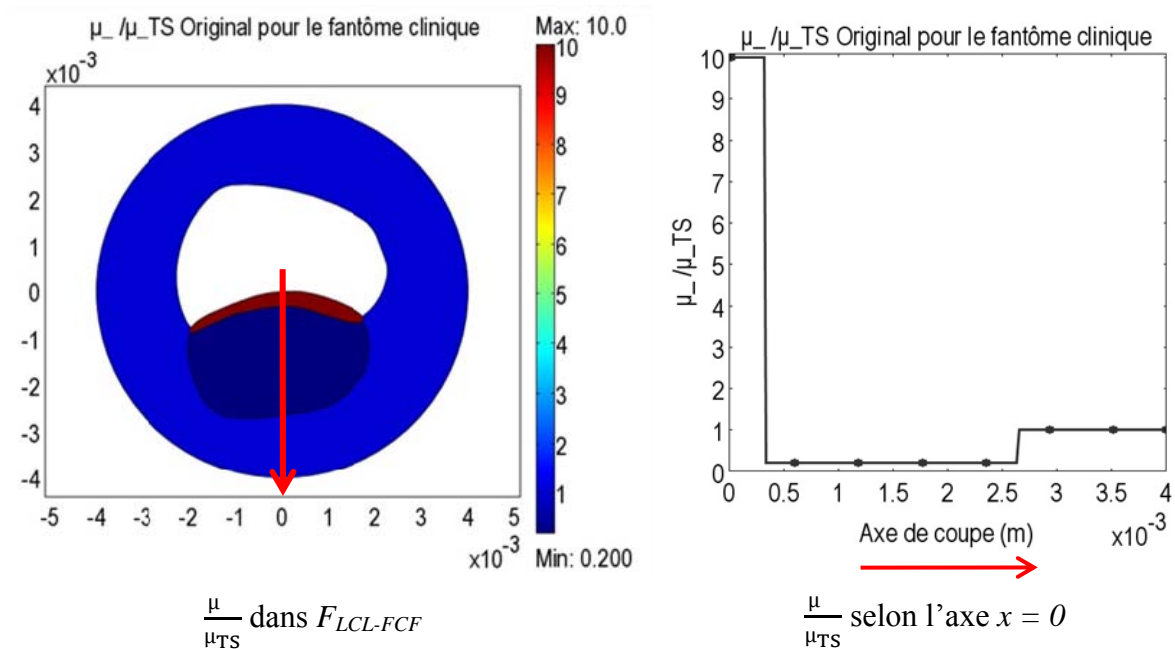 μ_ /μ_TS Original pour le fantôme clinique
Max: 10.0
x10-3
4
3
2
1
0
-1
-2
-3
-4
-5 -4 -3 -2 -1 0 1 2 3 4 5
x10-3
10
9
8
7
6
5
4
3
2
1
Min: 0.200
μ/μTS dans FLCL-FCF
μ_ /μ_TS Original pour le fantôme clinique
μ_ /μ_TS
10
9
8
7
6
5
4
3
2
1
0
0 0.5 1 1.5 2 2.5 3 3.5 4
Axe de coupe (m)
x10-3
μ/μTS selon l’axe x = 0